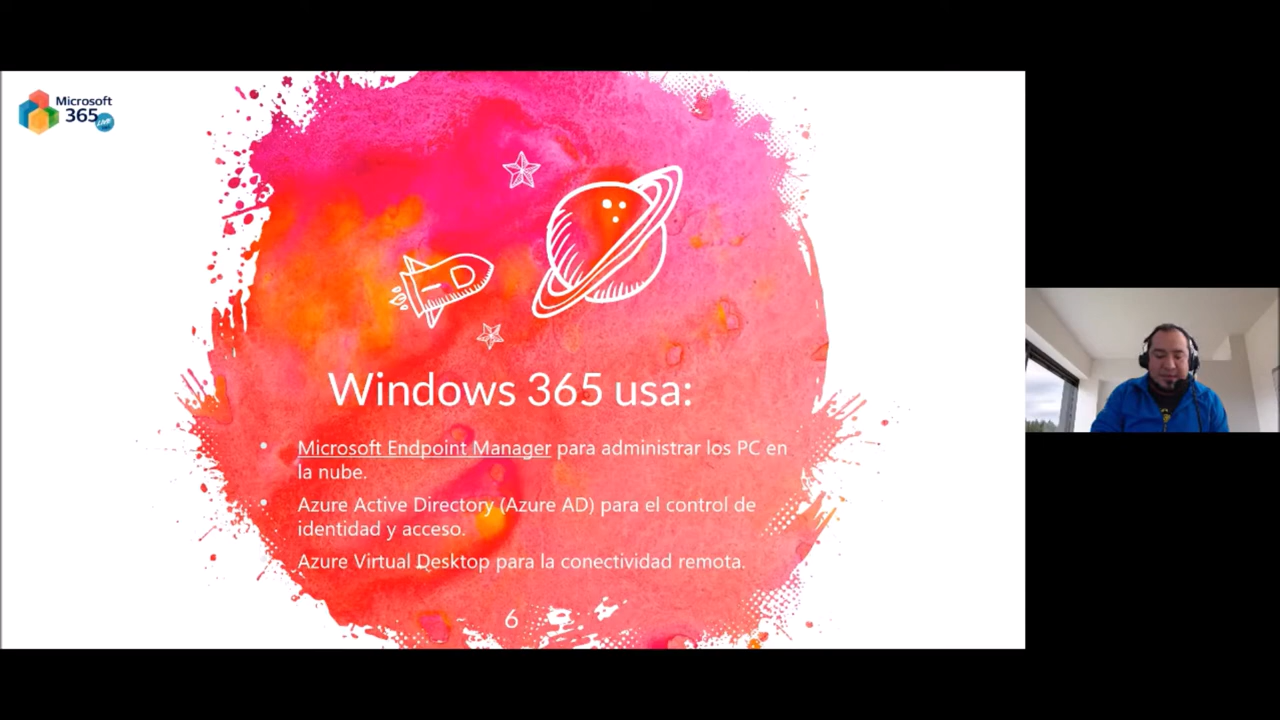 Microsoft
365
LIVE
Windows 365 usa:
Microsoft Endpoint Manager para administrar los PC en
la nube.
Azure Active Directory (Azure AD) para el control de
identidad y acceso.
Azure Virtual Desktop para la conectividad remota.
6